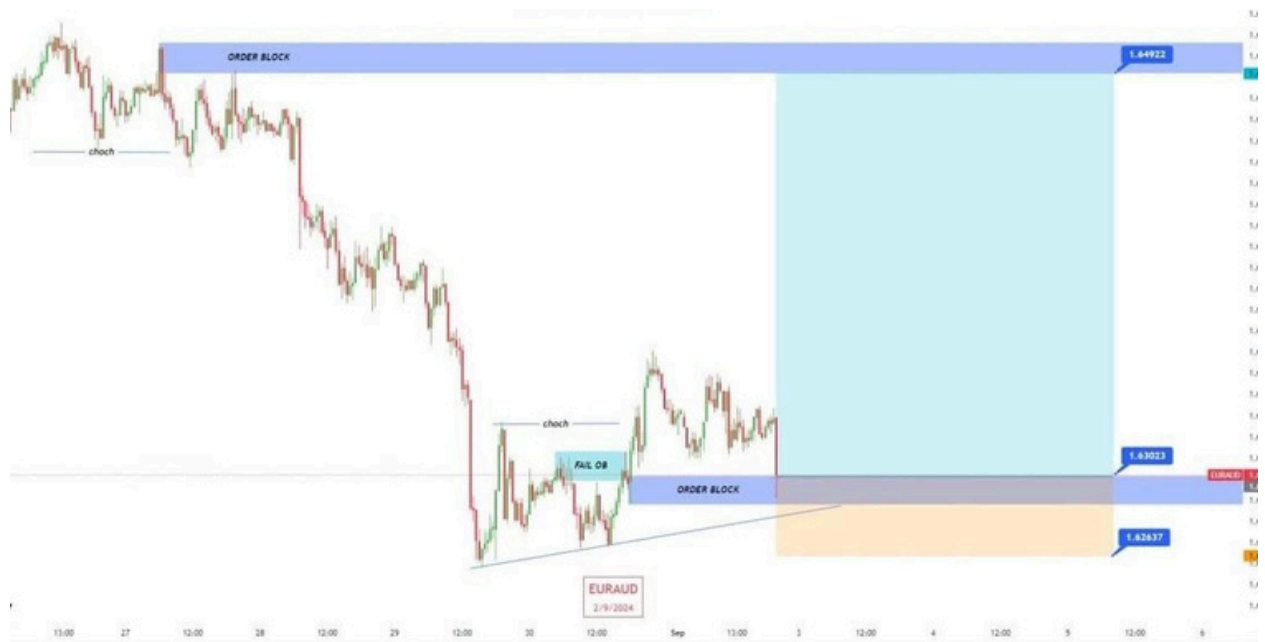 ORDER BLOCK
1.64922
choch
choch
FAIL OB
1.63023
EURAUD
ORDER BLOCK
1.62637
EURAUD
2/9/2024
13:00 27 12:00 28 12:00 29 12:00 30 12:00 Sep 11:00 3 12:00 4 12:00 5 12:00 6